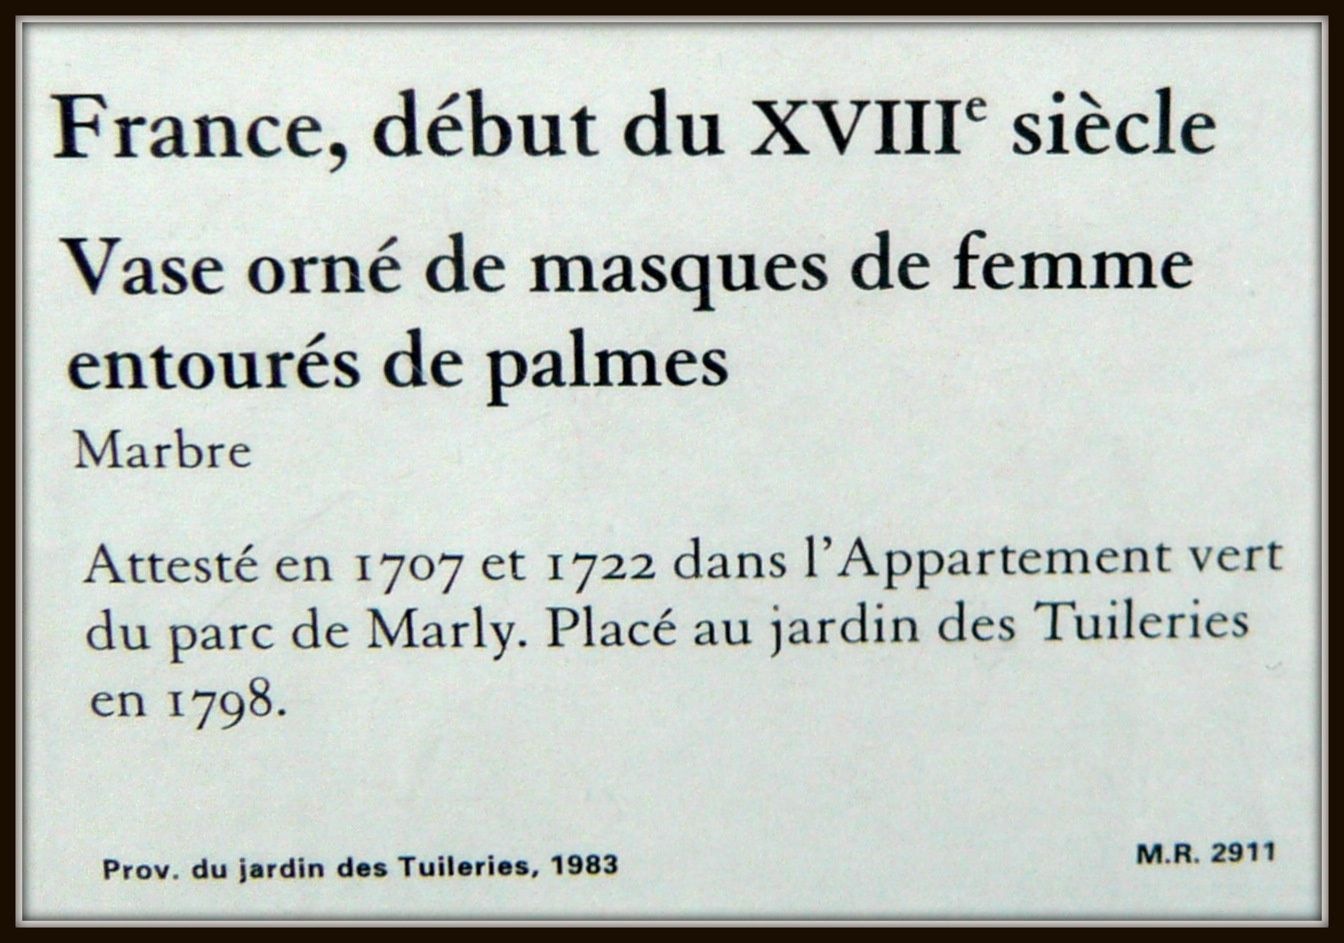 France, début du XVIIIe siècle
Vase orné de masques de femme
entourés de palmes
Marbre
Attesté en 1707 et 1722 dans l'Appartement vert
du parc de Marly. Placé au jardin des Tuileries
en 1798.
Prov. du jardin des Tuileries, 1983
M.R. 2911